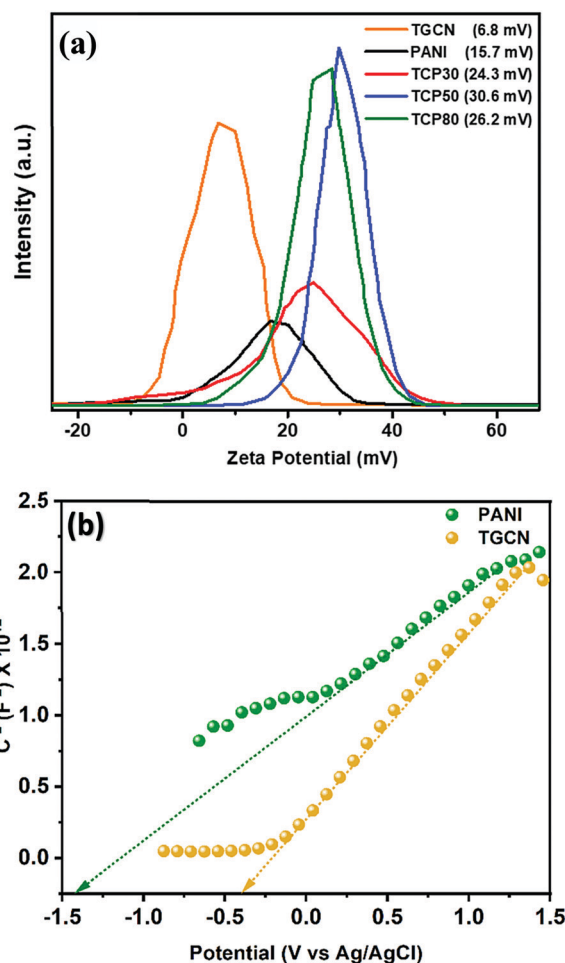 (a)
TGCN (6.8 mV)
PANI (15.7 mV)
TCP30 (24.3 mV)
TCP50 (30.6 mV)
TCP80 (26.2 mV)
Intensity (a.u.)
-20 0 20 40 60
Zeta Potential (mV)
(b)
PANI
TGCN
2.5
2.0
1.5
1.0
0.5
0.0
-1.5 -1.0 -0.5 0.0 0.5 1.0 1.5
Potential (V vs Ag/AgCl)